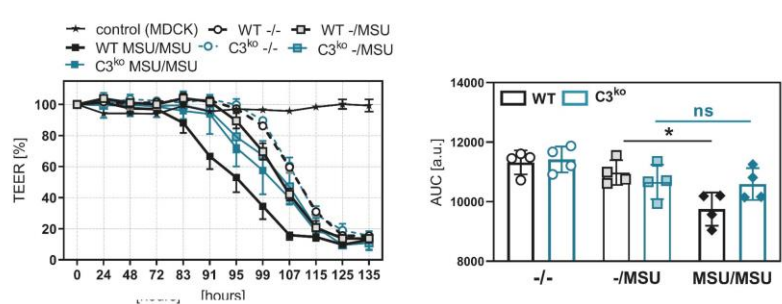 control (MDCK) WT -/- WT -/MSU
WT MSU/MSU C3ko -/- C3ko -/MSU
C3ko MSU/MSU
TEER [%]
100
80
60
40
20
0
0 24 48 72 83 91 95 99 107 115 125 135
[hours] [hours]
AUC [a.u.]
14000
12000
10000
8000
WT C3ko
ns
*
-/- -/MSU MSU/MSU